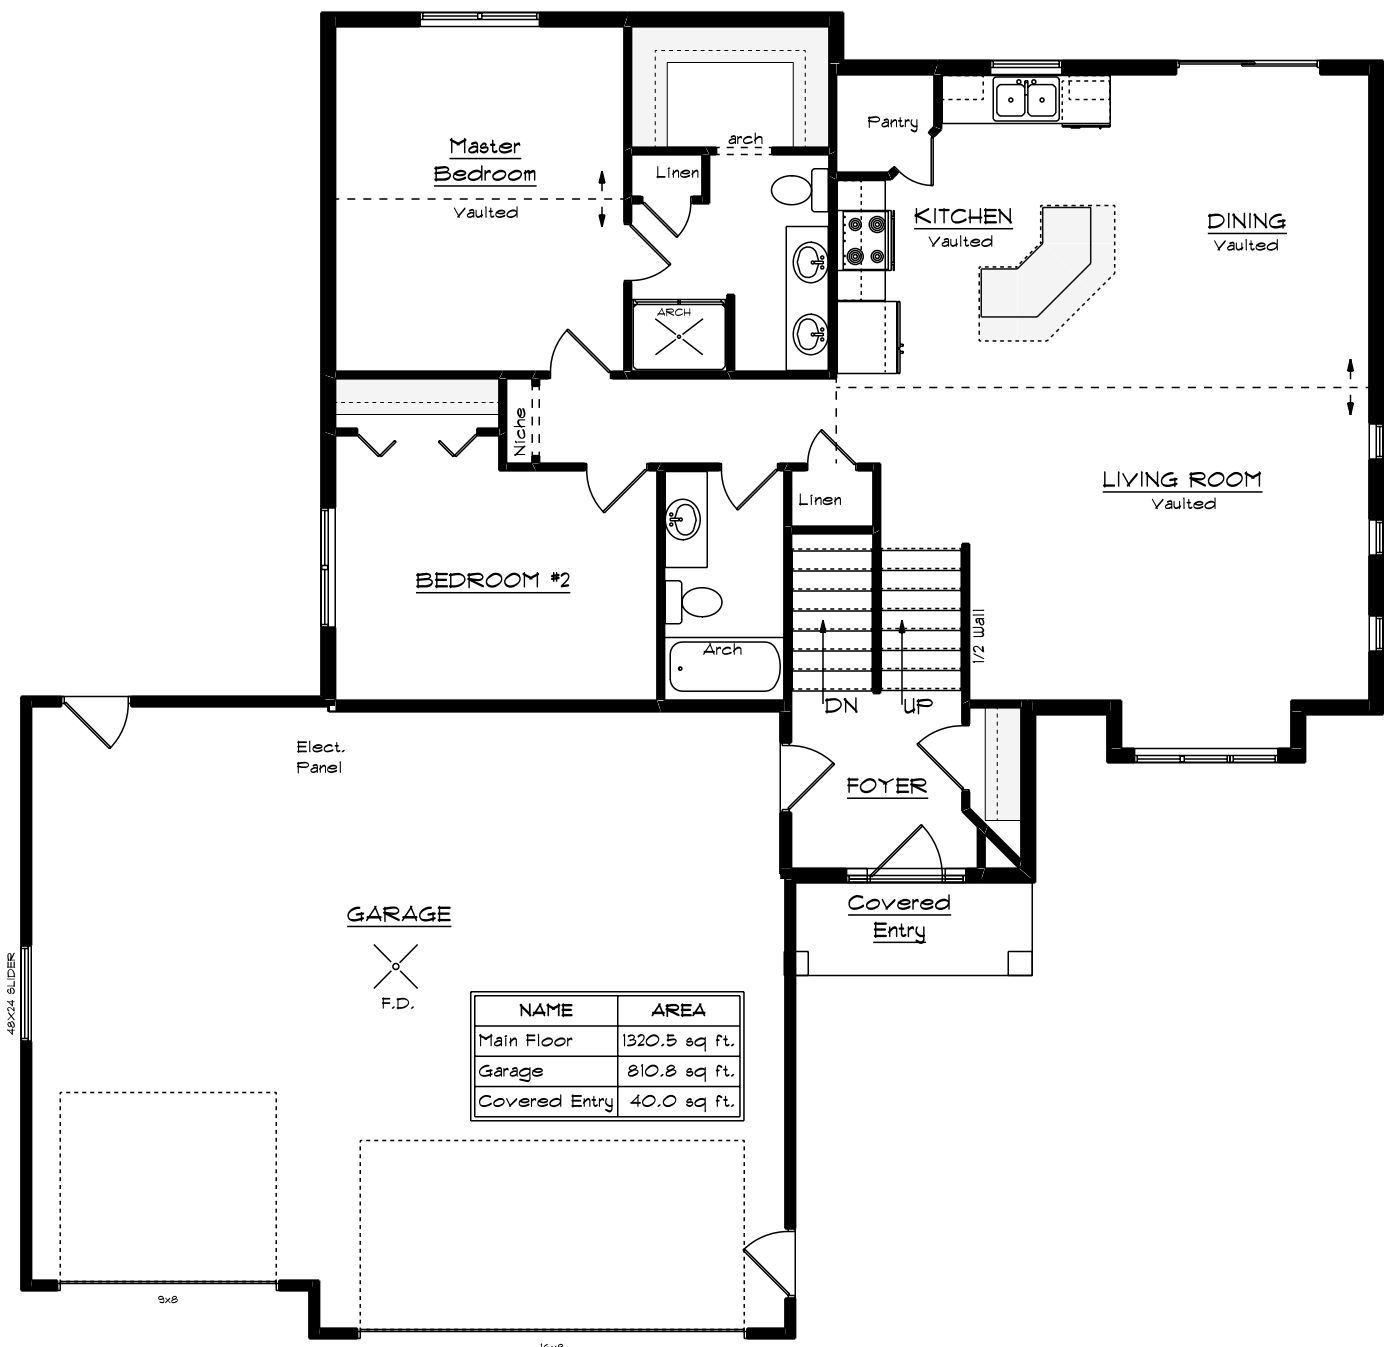 Master
Bedroom
Vaulted
arch
Linen
ARCH
Pantry
KITCHEN
Vaulted
DINING
Vaulted
Niche
LIVING ROOM
Vaulted
Linen
BEDROOM #2
Arch
1/2 Wall
DN
UP
Elect.
Panel
FOYER
Covered
Entry
GARAGE
F.D.
48X24 SLIDER
NAME AREA
Main Floor 1320.5 sq ft.
Garage 810.8 sq ft.
Covered Entry 40.0 sq ft.
9x8